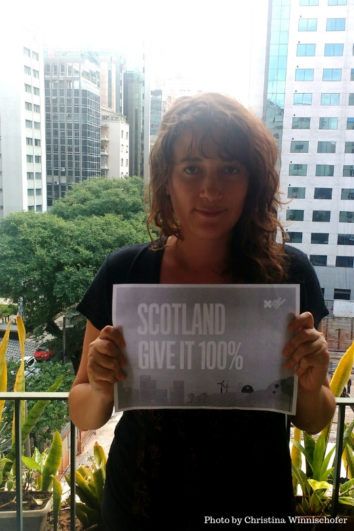 SCOTLAND
GIVE IT 100%
Photo by Christina Winnischofer